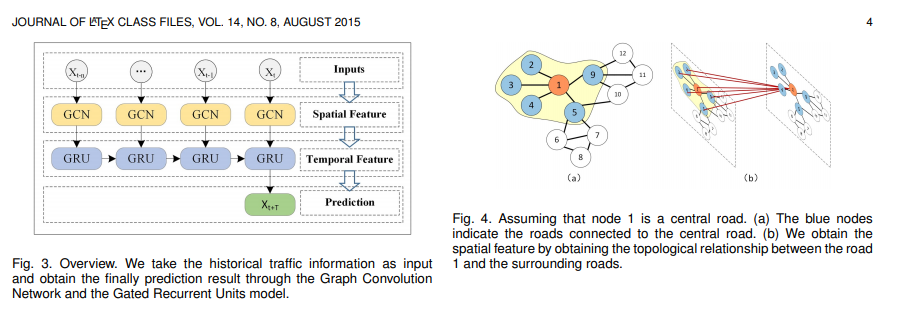 JOURNAL OF LATEX CLASS FILES, VOL. 14, NO. 8, AUGUST 2015
4
Xt-n
...
Xt-1
Xt
Inputs
GCN
GCN
GCN
GCN
Spatial Feature
GRU
GRU
GRU
GRU
Temporal Feature
Xt+T
Prediction
Fig. 3. Overview. We take the historical traffic information as input
and obtain the finally prediction result through the Graph Convolution
Network and the Gated Recurrent Units model.
12
2
9
11
3
1
10
4
5
6
7
8
(a)
(b)
Fig. 4. Assuming that node 1 is a central road. (a) The blue nodes
indicate the roads connected to the central road. (b) We obtain the
spatial feature by obtaining the topological relationship between the road
1 and the surrounding roads.